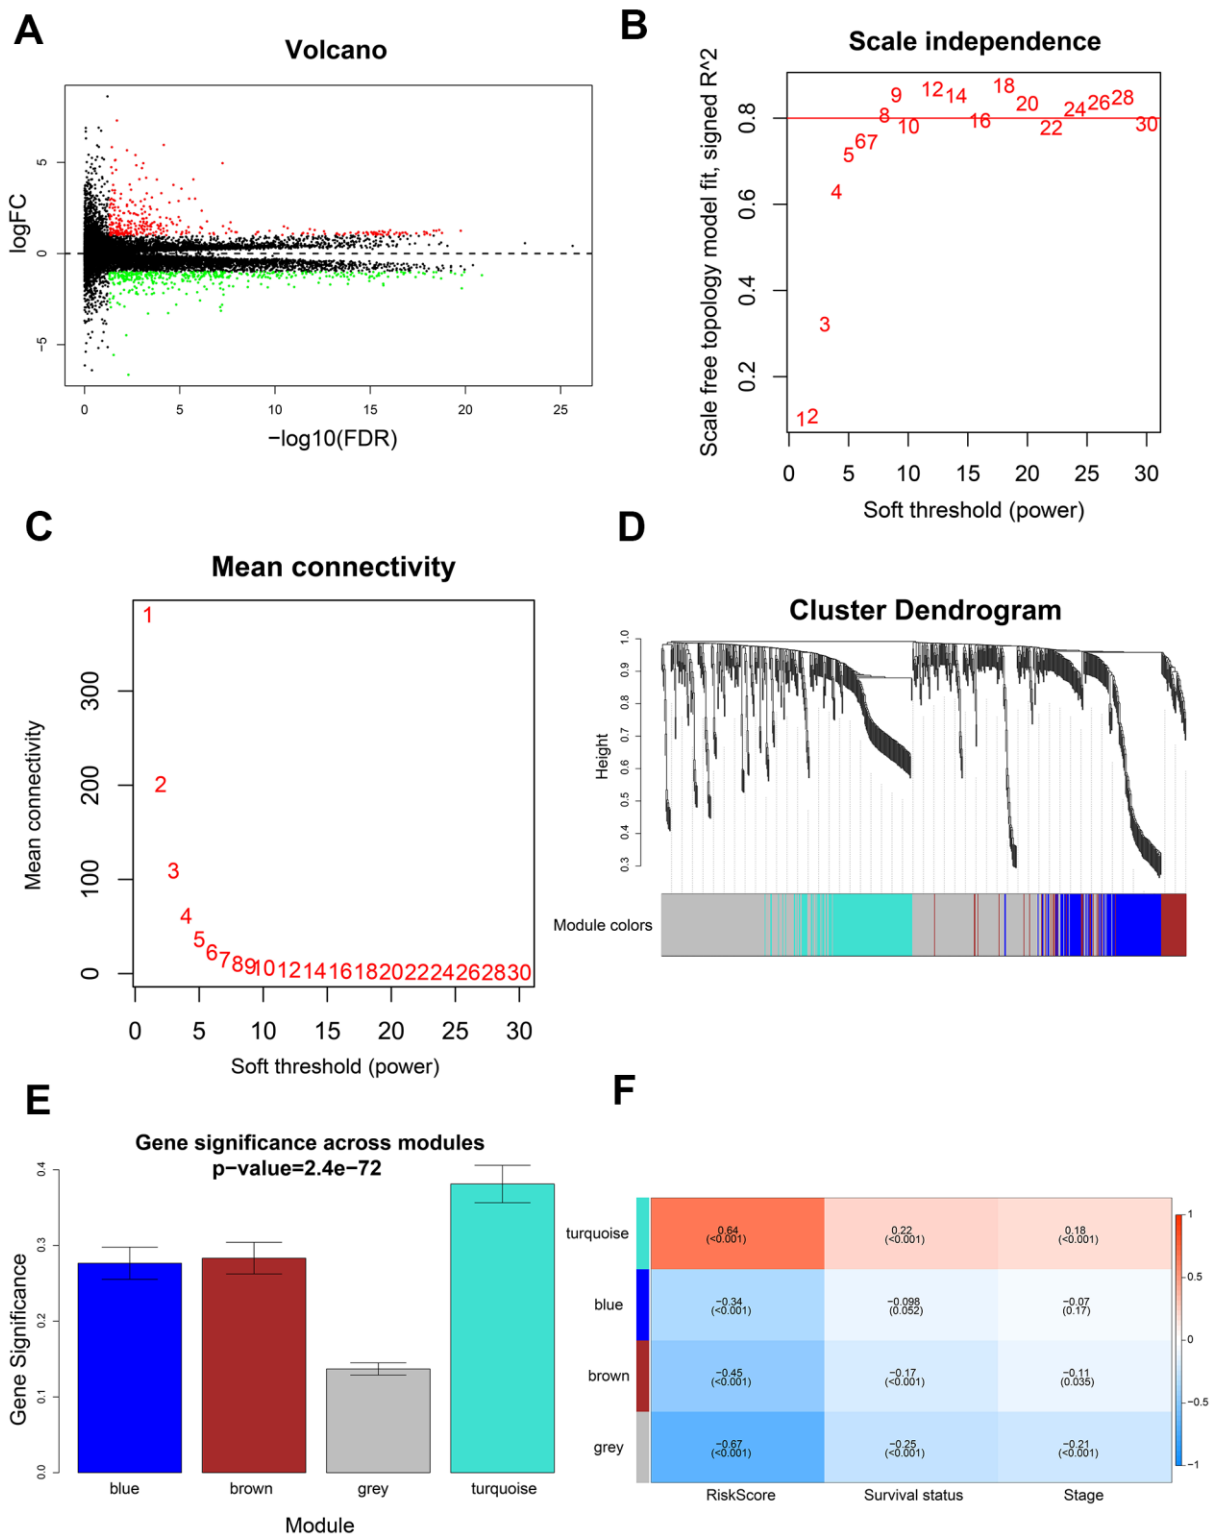 A
Volcano
logFC
5
0
−5
0 5 10 15 20 25
−log10(FDR)
B
Scale independence
Scale free topology model fit, signed R^2
0.8
0.6
0.4
0.2
1 2 3 4 5 6 7 8 9 10 12 14 16 18 20 22 24 26 28 30
0 5 10 15 20 25 30
Soft threshold (power)
C
Mean connectivity
Mean connectivity
300
200
100
0
1 2 3 4 5 6 7 8 9 10 12 14 16 18 20 22 24 26 28 30
0 5 10 15 20 25 30
Soft threshold (power)
D
Cluster Dendrogram
Height
1.0
0.9
0.8
0.7
0.6
0.5
0.4
0.3
Module colors
E
Gene significance across modules
p−value=2.4e−72
Gene Significance
0.4
0.3
0.2
0.1
0.0
blue brown grey turquoise
Module
F
turquoise
0.64 0.22 0.18
(<0.001) (<0.001) (<0.001)
blue
−0.34 −0.098 −0.07
(<0.001) (0.052) (0.17)
brown
−0.45 −0.17 −0.11
(<0.001) (<0.001) (0.035)
grey
−0.67 −0.25 −0.21
(<0.001) (<0.001) (<0.001)
RiskScore Survival status Stage
1
0.5
0
−0.5
−1